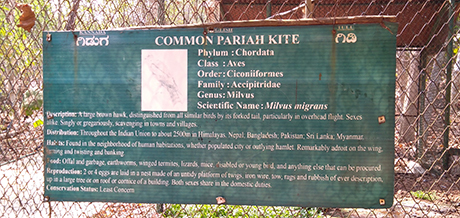 KANNADA ENGLISH TULU
ಗಿಡುಗ COMMON PARIAH KITE ಗಿಡಿ
Phylum : Chordata
Class : Aves
Order : Ciconiiformes
Family : Accipitridae
Genus : Milvus
Scientific Name : Milvus migrans
Description: A large brown hawk, distinguished from all similar birds by its forked tail, particularly in overhead flight. Sexes
alike. Singly or gregariously, scavenging in towns and villages.
Distribution: Throughout the Indian Union to about 2500m in Himalayas. Nepal; Bangladesh; Pakistan; Sri Lanka; Myanmar.
Habitats: Found in the neighborhood of human habitations, whether populated city or outlying hamlet. Remarkably adroit on the wing,
and twisting and
Food: Offal and garbage, earthworms, winged termites, lizards, mice, disabled or young bird, and anything else that can be procured.
Reproduction: 2 or 4 eggs are laid in a nest made of an untidy platform of twigs, iron wire, tow, rags and rubbish of ever description,
up in a large tree or on roof or cornice of a building. Both sexes share in the domestic duties.
Conservation Status: Least Concern